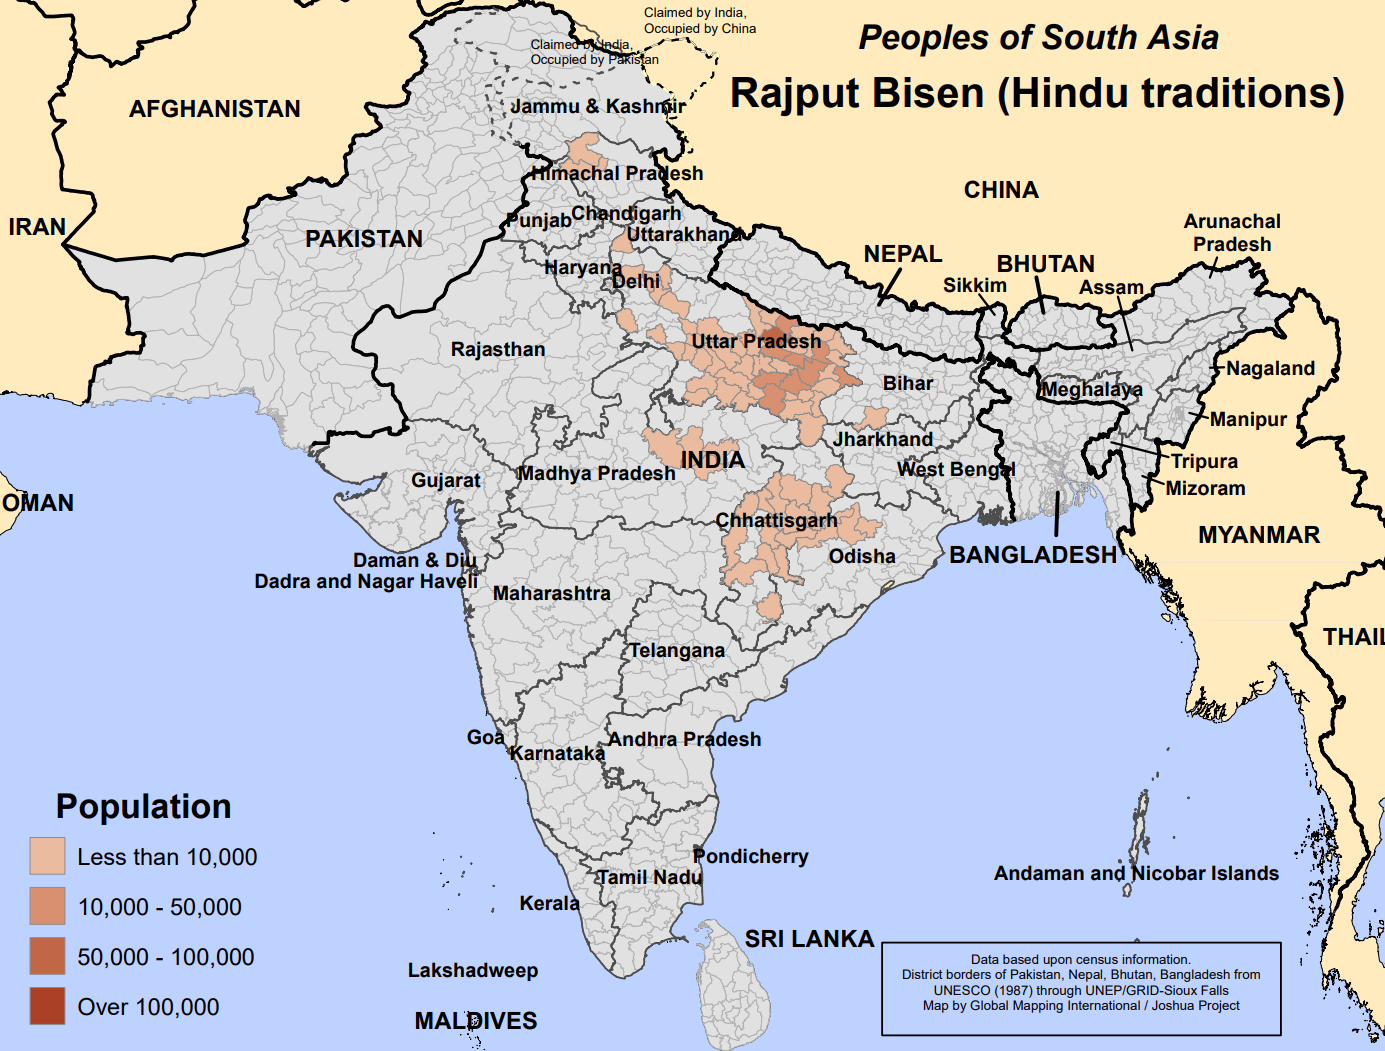 Claimed by India,
Occupied by China
Claimed by India,
Occupied by Pakistan
Peoples of South Asia
Rajput Bisen (Hindu traditions)
AFGHANISTAN
Jammu & Kashmir
Himachal Pradesh
CHINA
IRAN
PAKISTAN
Punjab
Chandigarh
Uttarakhand
Arunachal
Pradesh
NEPAL
BHUTAN
Haryana
Delhi
Sikkim
Assam
Rajasthan
Uttar Pradesh
Bihar
Meghalaya
Nagaland
Manipur
Jharkhand
INDIA
Gujarat
Madhya Pradesh
West Bengal
Tripura
Mizoram
OMAN
Chhattisgarh
MYANMAR
Odisha
BANGLADESH
Daman & Diu
Dadra and Nagar Haveli
Maharashtra
THAIL
Telangana
Goa
Karnataka
Andhra Pradesh
Pondicherry
Tamil Nadu
Andaman and Nicobar Islands
Kerala
SRI LANKA
Lakshadweep
MALDIVES
Population
Less than 10,000
10,000 - 50,000
50,000 - 100,000
Over 100,000
Data based upon census information.
District borders of Pakistan, Nepal, Bhutan, Bangladesh from
UNESCO (1987) through UNEP/GRID-Sioux Falls
Map by Global Mapping International / Joshua Project